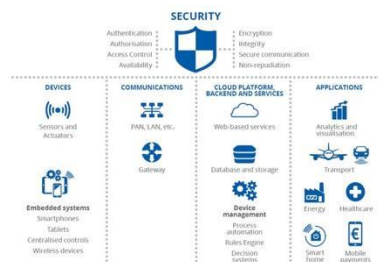 SECURITY
Authentication
Authorisation
Access Control
Availability
Encryption
Integrity
Secure communication
Non-repudiation
DEVICES
Sensors and
Actuators
Embedded systems
Smartphones
Tablets
Centralised controls
Wireless devices
COMMUNICATIONS
PAN, LAN, etc.
Gateway
CLOUD PLATFORM,
BACKEND AND SERVICES
Web-based services
Database and storage
Device
management
Process
automation
Rules Engine
Decision
systems
APPLICATIONS
Analytics and
visualisation
Transport
Energy
Healthcare
Smart
home
Mobile
payments